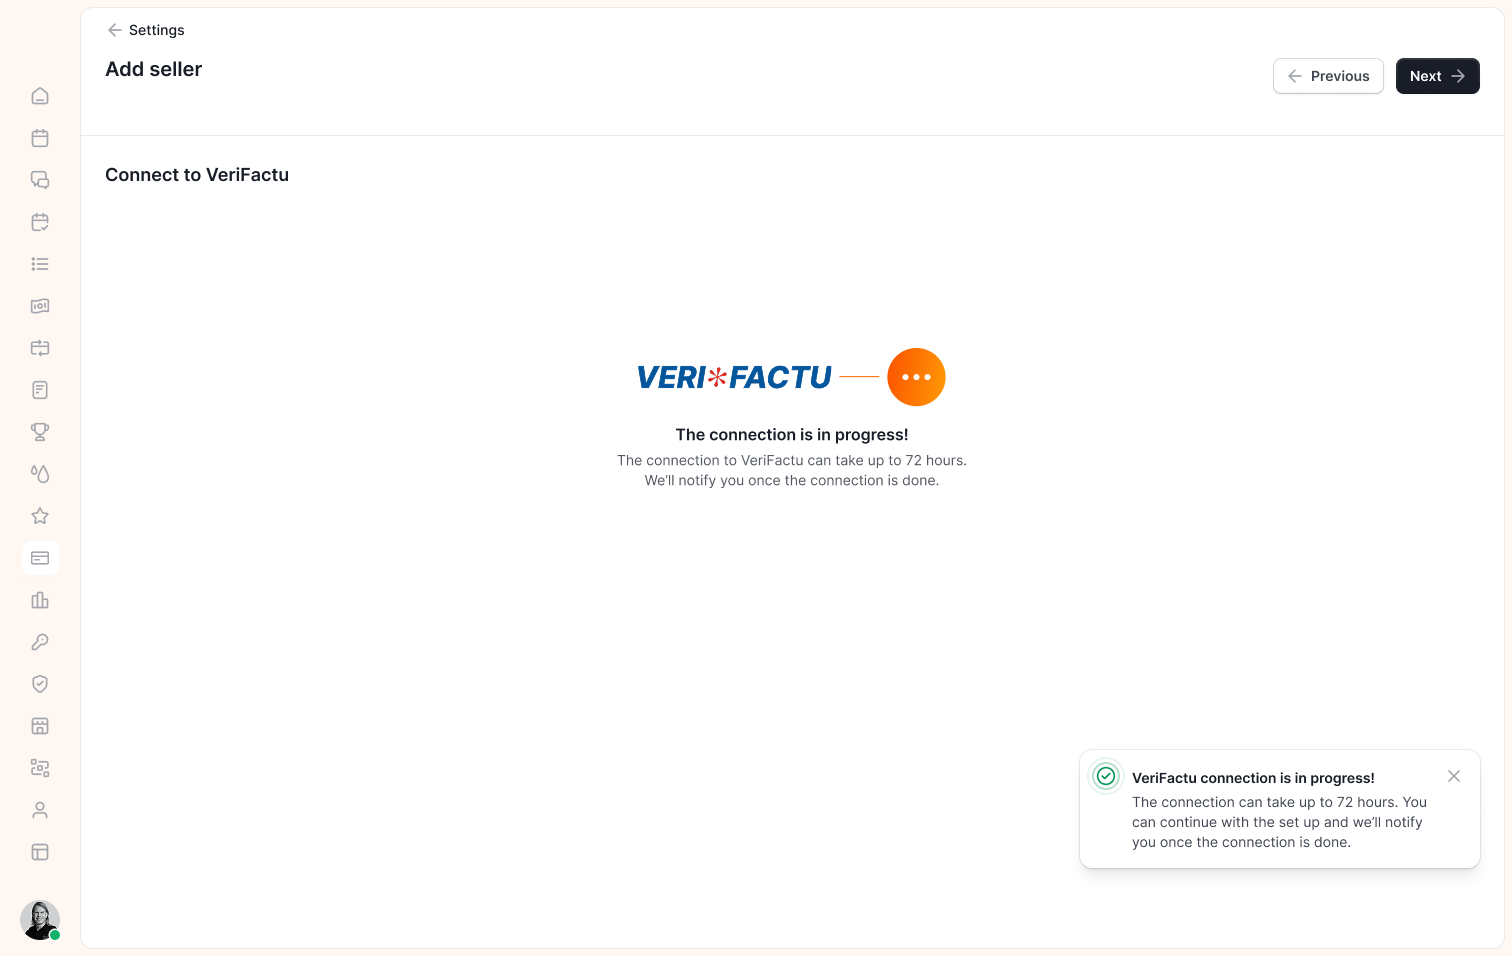 Settings
Add seller
Previous
Next
Connect to VeriFactu
VERI*FACTU
The connection is in progress!
The connection to VeriFactu can take up to 72 hours.
We’ll notify you once the connection is done.
VeriFactu connection is in progress!
The connection can take up to 72 hours. You
can continue with the set up and we’ll notify
you once the connection is done.